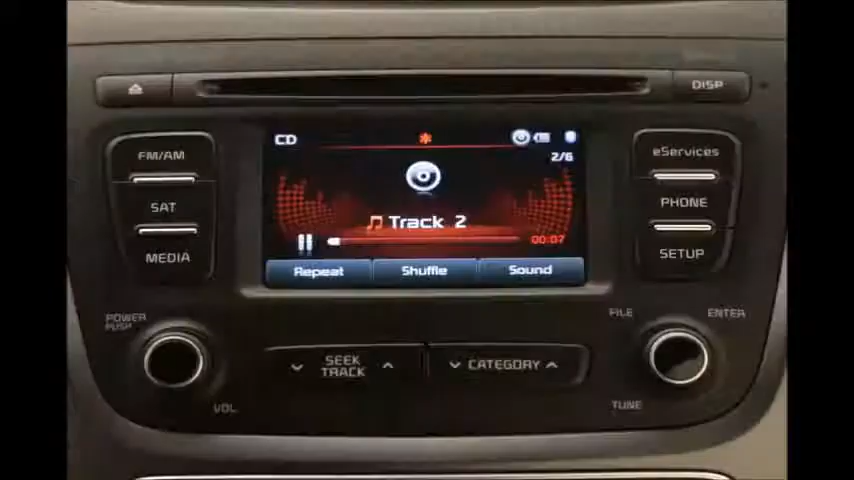 DISP
FM/AM
SAT
MEDIA
CD
2/6
Track 2
00:07
Repeat
Shuffle
Sound
eServices
PHONE
SETUP
POWER
PUSH
VOL
SEEK
TRACK
CATEGORY
FILE
ENTER
TUNE